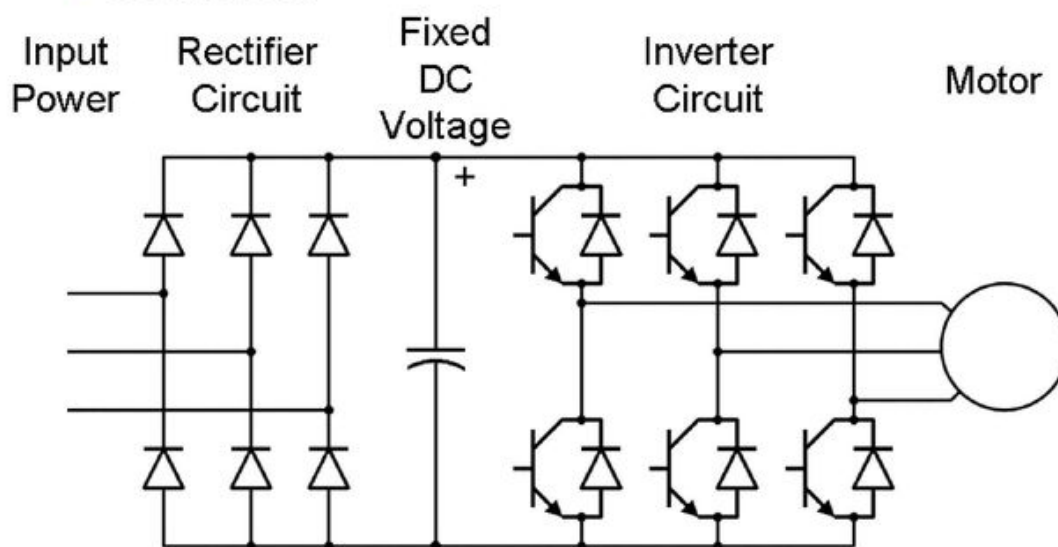 Input
Power
Rectifier
Circuit
Fixed
DC
Voltage
Inverter
Circuit
Motor
+